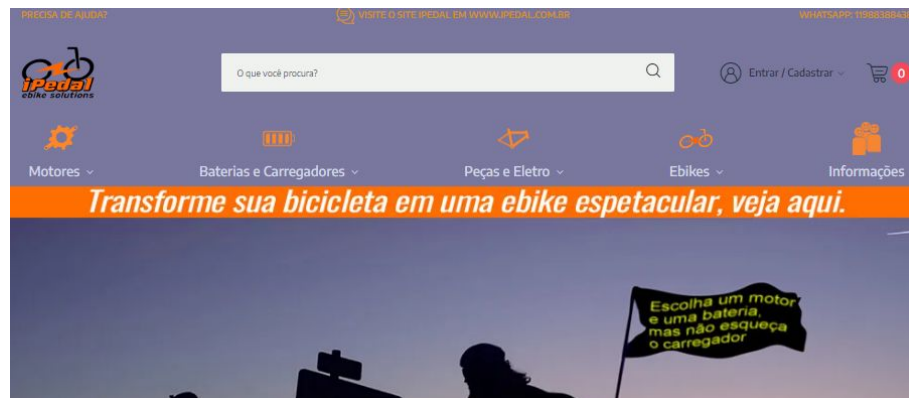 PRECISA DE AJUDA?
VISITE O SITE IPEDAL EM WWW.IPEDAL.COM.BR
WHATSAPP:
iPedal
ebike solutions
O que você procura?
Entrar / Cadastrar
0
Motores
Baterias e Carregadores
Peças e Eletro
Ebikes
Informações
Transforme sua bicicleta em uma ebike espetacular, veja aqui.
Escolha um motor
e uma bateria,
mas não esqueça
o carregador